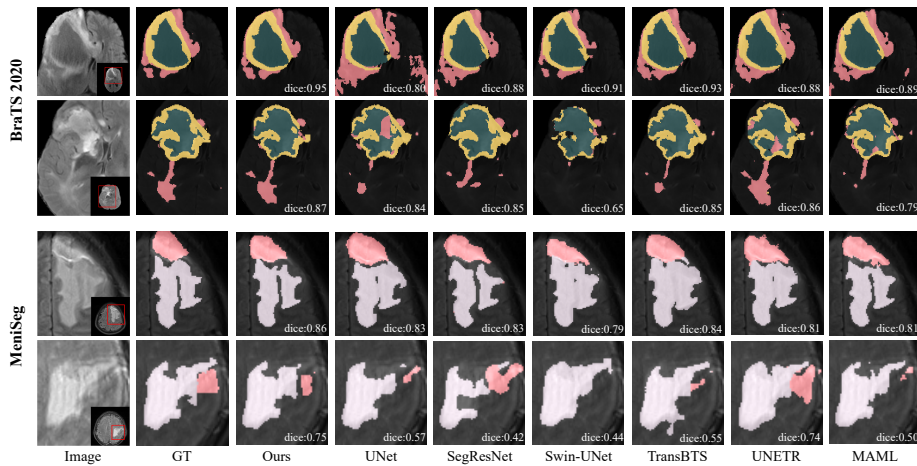 BraTS 2020
dice:0.95
dice:0.80
dice:0.88
dice:0.91
dice:0.93
dice:0.88
dice:0.89
dice:0.87
dice:0.84
dice:0.85
dice:0.65
dice:0.85
dice:0.86
dice:0.79
MeniSeg
dice:0.86
dice:0.83
dice:0.83
dice:0.79
dice:0.84
dice:0.81
dice:0.81
dice:0.75
dice:0.57
dice:0.42
dice:0.44
dice:0.55
dice:0.74
dice:0.50
Image GT Ours UNet SegResNet Swin-UNet TransBTS UNETR MAML